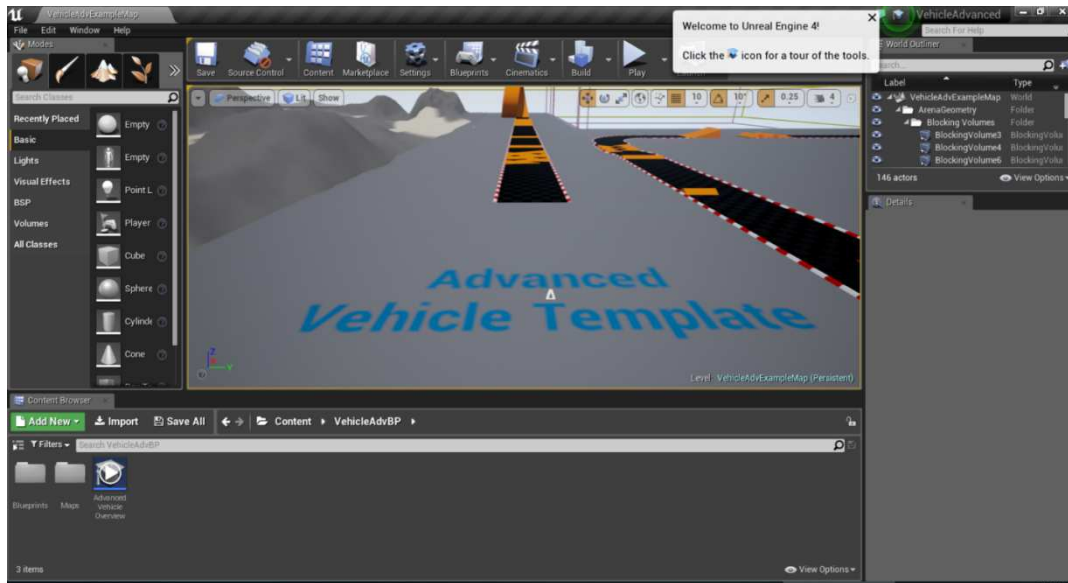 VehicleAdvExampleMap
VehicleAdvanced
File Edit Window Help
Search For Help
Welcome to Unreal Engine 4!
Click the icon for a tour of the tools.
Modes
Search Classes
Recently Placed
Basic
Lights
Visual Effects
BSP
Volumes
All Classes
Empty
Empty
Point L
Player
Cube
Sphere
Cylinde
Cone
Save Source Control Content Marketplace Settings Blueprints Cinematics Build Play
Perspective Lit Show
10 10° 0.25 4
Advanced
Vehicle Template
Z
Y
Level: VehicleAdvExampleMap (Persistent)
World Outliner
Search...
Label Type
VehicleAdvExampleMap World
ArenaGeometry Folder
Blocking Volumes Folder
BlockingVolume3 BlockingVolu
BlockingVolume4 BlockingVolu
BlockingVolume6 BlockingVolu
146 actors View Options
Details
Content Browser
Add New Import Save All Content VehicleAdvBP
Filters Search VehicleAdvBP
Blueprints
Maps
Advanced
Vehicle
Overview
3 items View Options